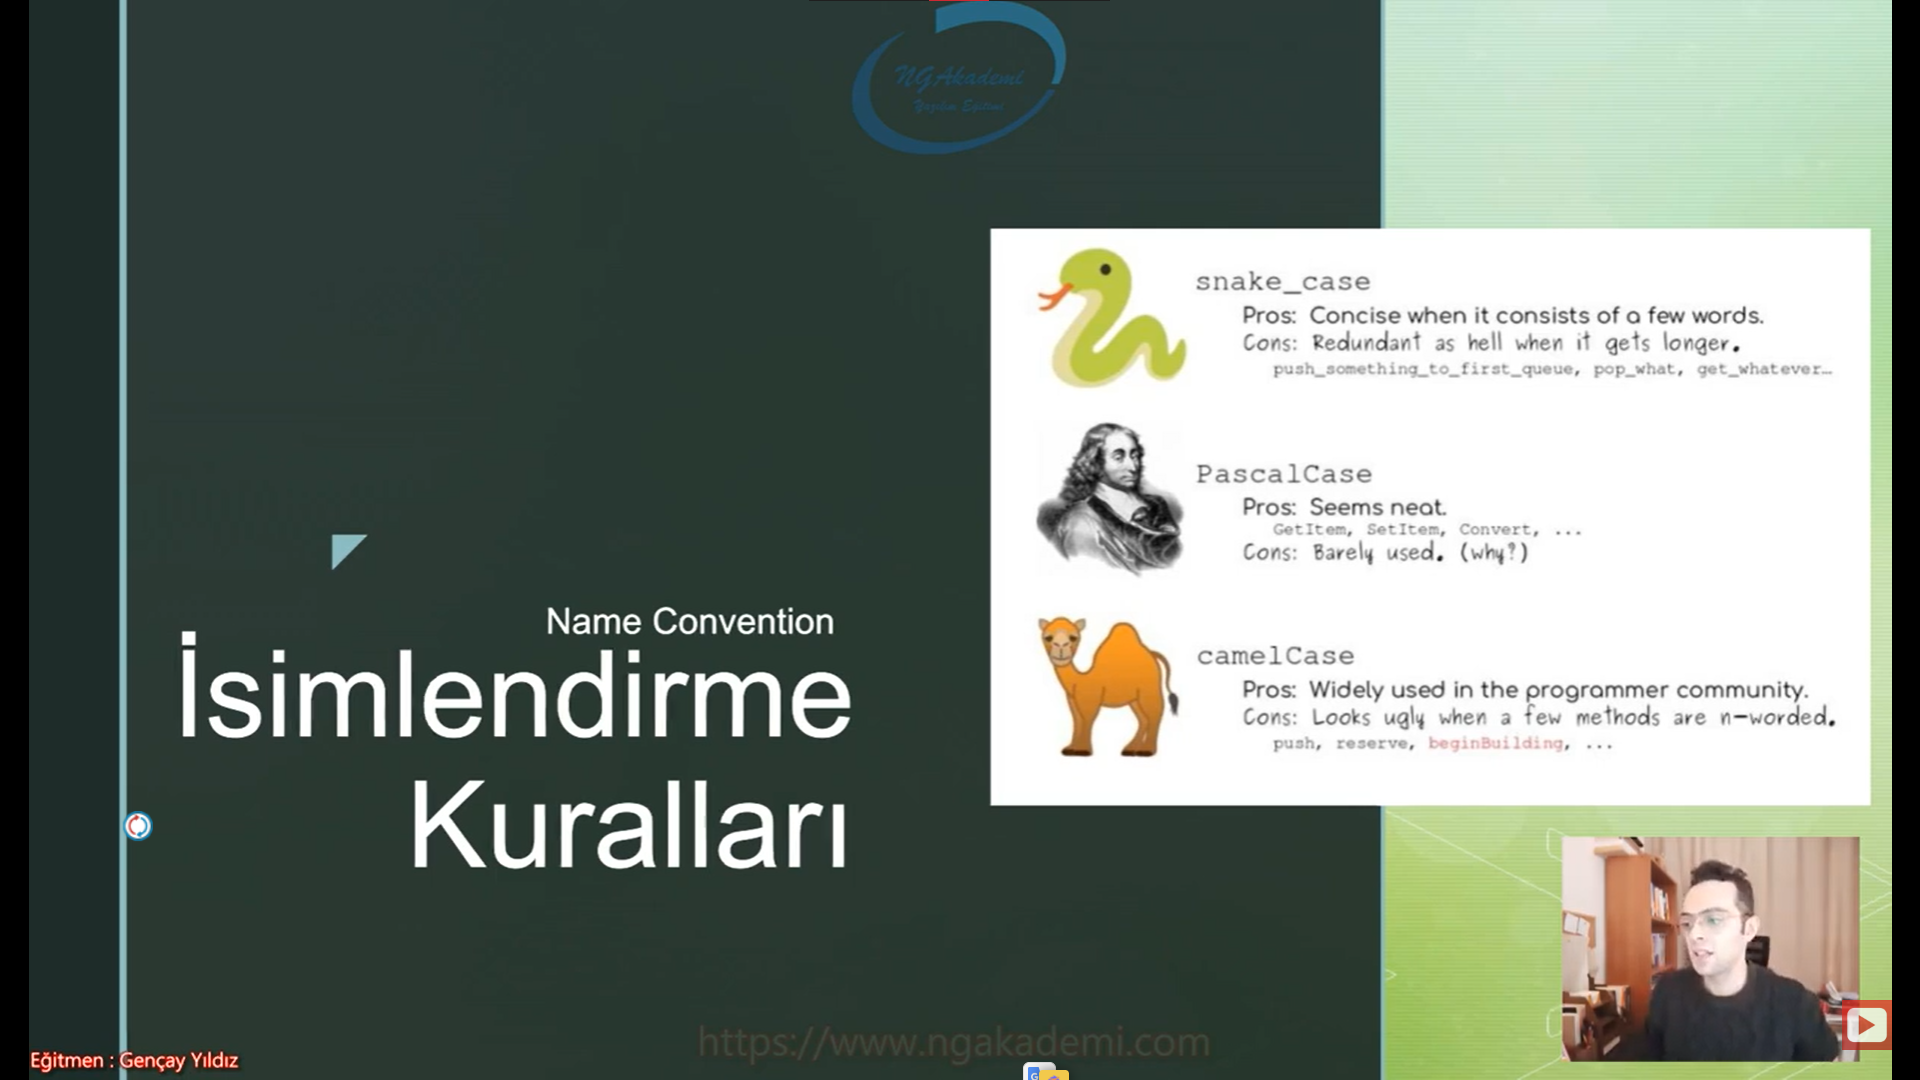 NGAkademi
Yazılım Eğitimi
snake_case
Pros: Concise when it consists of a few words.
Cons: Redundant as hell when it gets longer.
push_something_to_first_queue, pop_what, get_whatever…
PascalCase
Pros: Seems neat.
GetItem, SetItem, Convert, ...
Cons: Barely used. (why?)
camelCase
Pros: Widely used in the programmer community.
Cons: Looks ugly when a few methods are n-worded.
push, reserve, beginBuilding, ...
Name Convention
İsimlendirme
Kuralları
https://www.ngakademi.com
Eğitmen : Gençay Yıldız